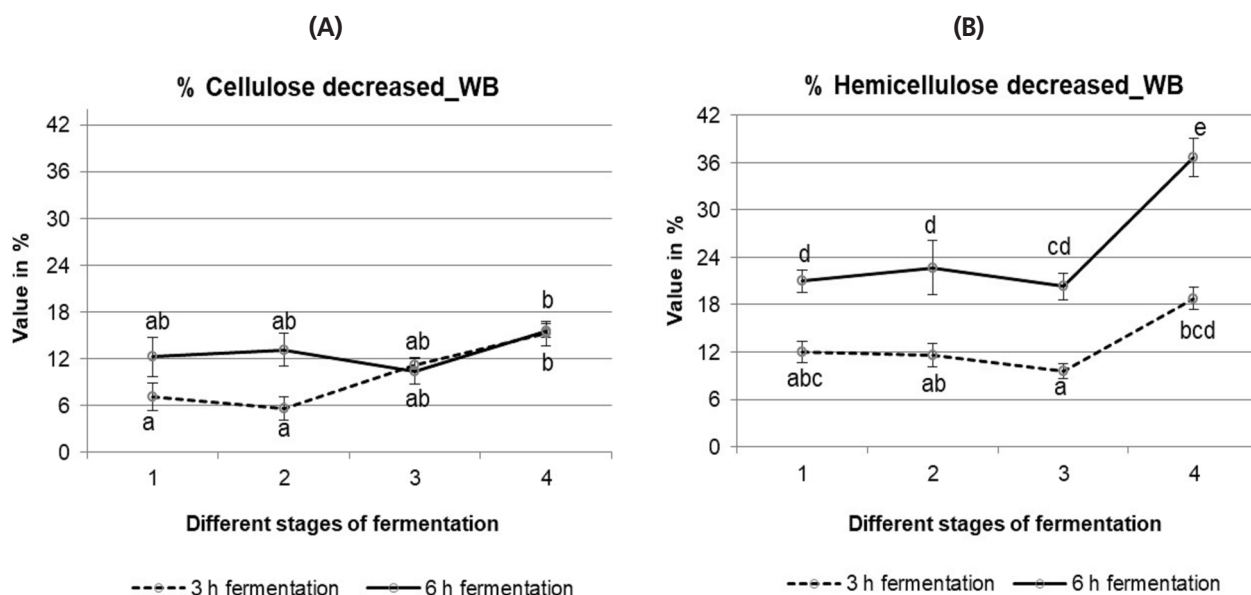 (A)
% Cellulose decreased_WB
42
36
30
24
18
12
6
0
Value in %
ab
ab
ab
b
a
a
ab
b
1 2 3 4
Different stages of fermentation
3 h fermentation 6 h fermentation
(B)
% Hemicellulose decreased_WB
42
36
30
24
18
12
6
0
Value in %
d
d
cd
e
abc
ab
a
bcd
1 2 3 4
Different stages of fermentation
3 h fermentation 6 h fermentation